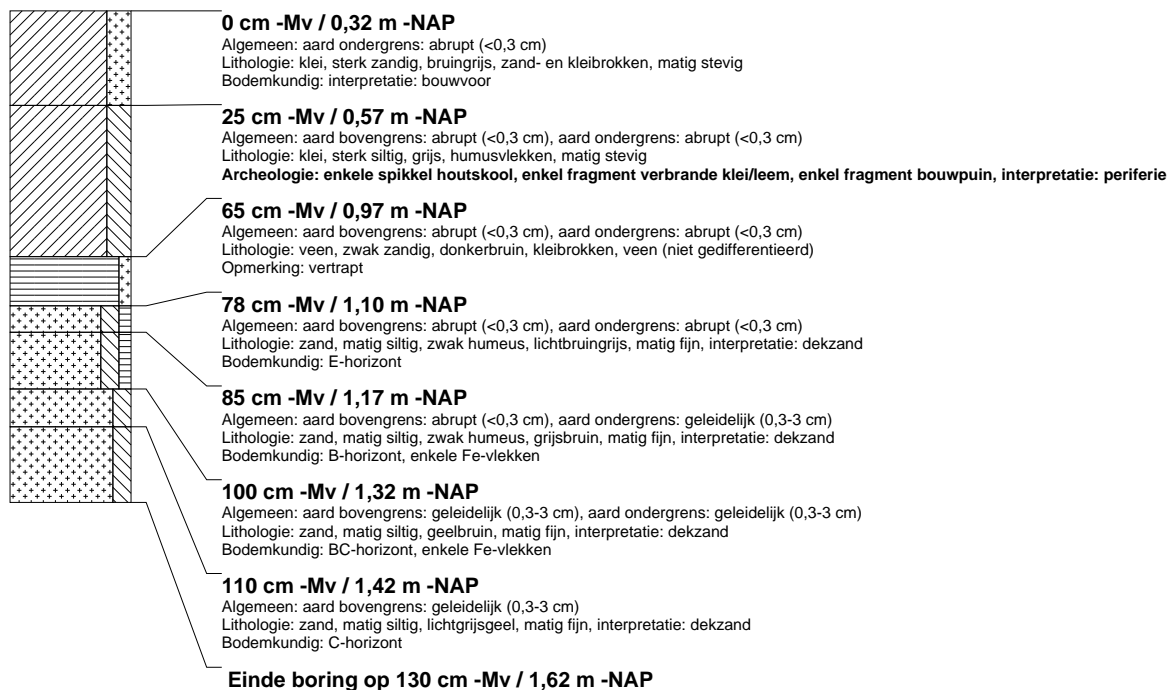 0 cm -Mv / 0,32 m -NAP
Algemeen: aard ondergrens: abrupt (<0,3 cm)
Lithologie: klei, sterk zandig, bruingrijs, zand- en kleibrokken, matig stevig
Bodemkundig: interpretatie: bouwvoor
25 cm -Mv / 0,57 m -NAP
Algemeen: aard bovengrens: abrupt (<0,3 cm), aard ondergrens: abrupt (<0,3 cm)
Lithologie: klei, sterk siltig, grijs, humusvlekken, matig stevig
Archeologie: enkele spikkel houtskool, enkel fragment verbrande klei/leem, enkel fragment bouwpuin, interpretatie: periferie
65 cm -Mv / 0,97 m -NAP
Algemeen: aard bovengrens: abrupt (<0,3 cm), aard ondergrens: abrupt (<0,3 cm)
Lithologie: veen, zwak zandig, donkerbruin, kleibrokken, veen (niet gedifferentieerd)
Opmerking: vertrapt
78 cm -Mv / 1,10 m -NAP
Algemeen: aard bovengrens: abrupt (<0,3 cm), aard ondergrens: abrupt (<0,3 cm)
Lithologie: zand, matig siltig, zwak humeus, lichtbruingrijs, matig fijn, interpretatie: dekzand
Bodemkundig: E-horizont
85 cm -Mv / 1,17 m -NAP
Algemeen: aard bovengrens: abrupt (<0,3 cm), aard ondergrens: geleidelijk (0,3-3 cm)
Lithologie: zand, matig siltig, zwak humeus, grijsbruin, matig fijn, interpretatie: dekzand
Bodemkundig: B-horizont, enkele Fe-vlekken
100 cm -Mv / 1,32 m -NAP
Algemeen: aard bovengrens: geleidelijk (0,3-3 cm), aard ondergrens: geleidelijk (0,3-3 cm)
Lithologie: zand, matig siltig, geelbruin, matig fijn, interpretatie: dekzand
Bodemkundig: BC-horizont, enkele Fe-vlekken
110 cm -Mv / 1,42 m -NAP
Algemeen: aard bovengrens: geleidelijk (0,3-3 cm)
Lithologie: zand, matig siltig, lichtgrijsgeel, matig fijn, interpretatie: dekzand
Bodemkundig: C-horizont
Einde boring op 130 cm -Mv / 1,62 m -NAP